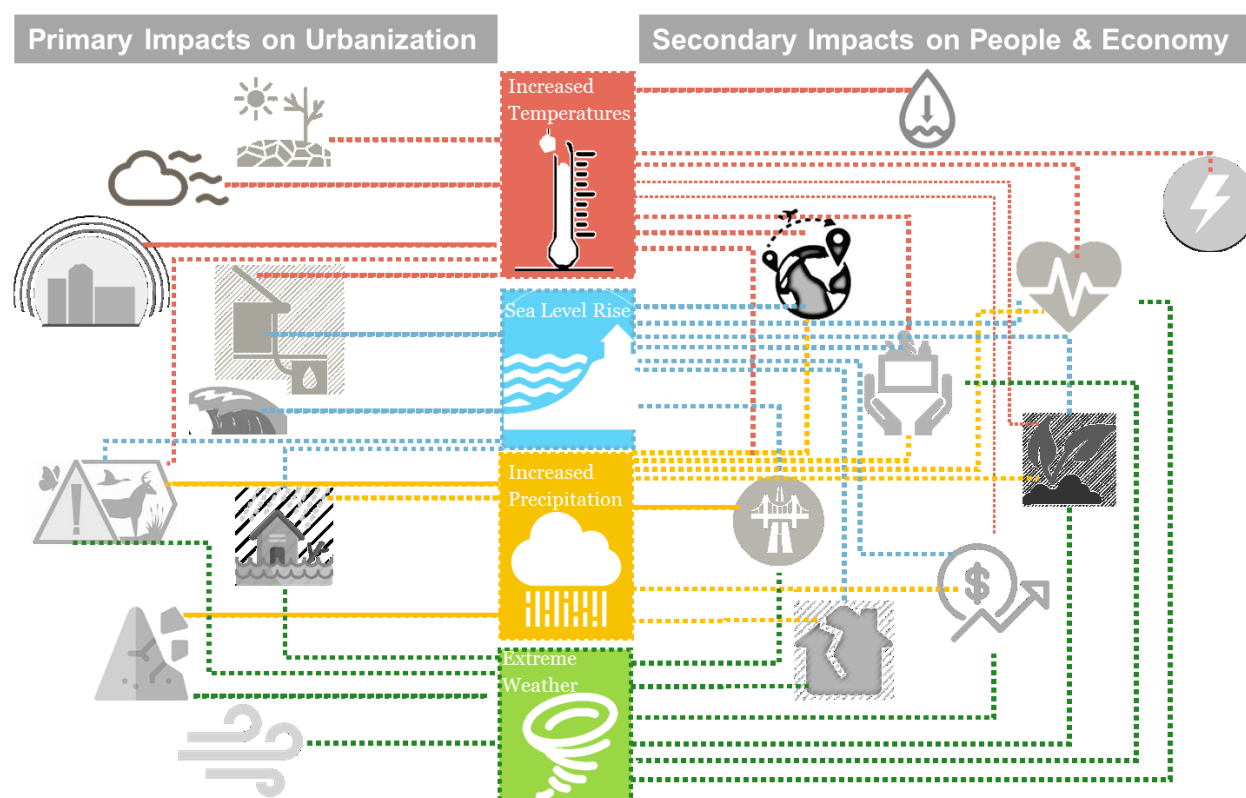 Primary Impacts on Urbanization
Secondary Impacts on People & Economy
Increased
Temperatures
Sea Level Rise
Increased
Precipitation
Extreme
Weather
$